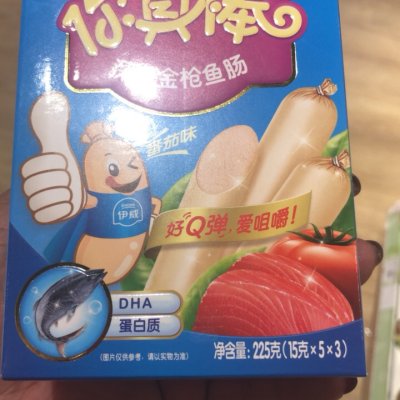 你真棒
金枪鱼肠
番茄味
伊威
好Q弹,爱咀嚼!
DHA
蛋白质
(图片仅供参考,请以实物为准)
净含量:225克(15克×5×3)